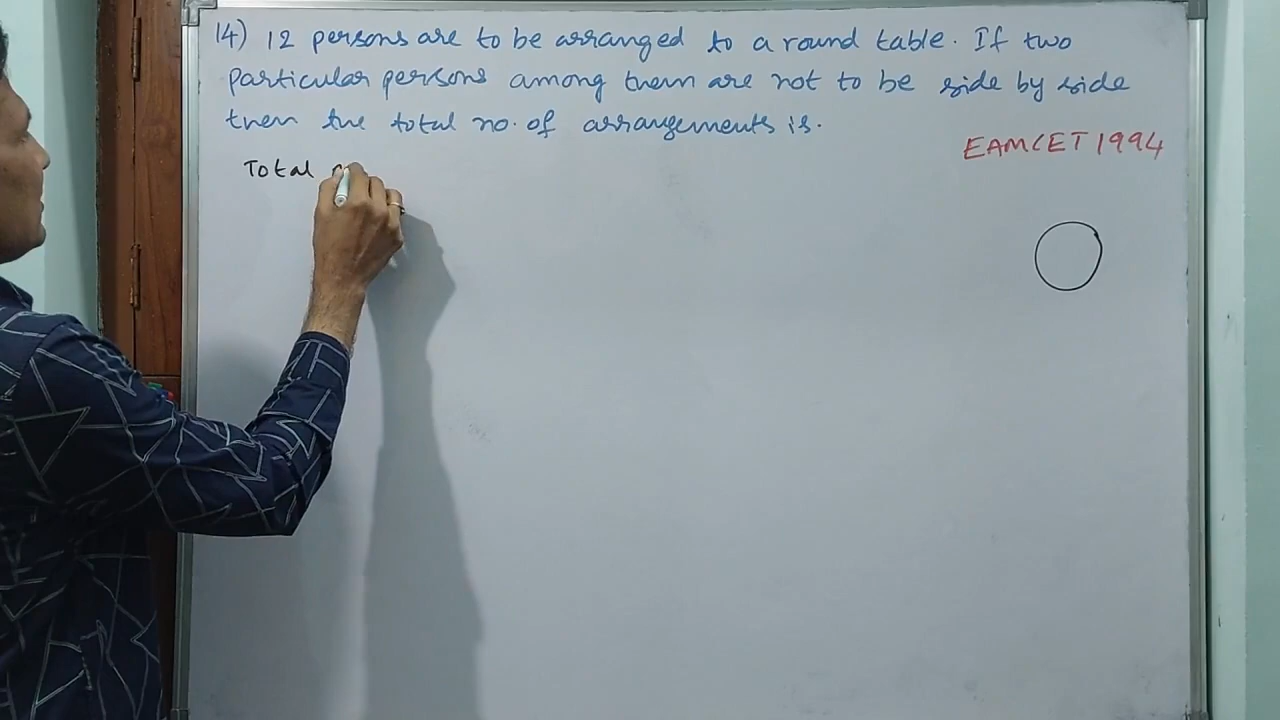 14) 12 persons are to be arranged to a round table. If two
particular persons among them are not to be side by side
then the total no. of arrangements is.
EAMCET 1994
Total